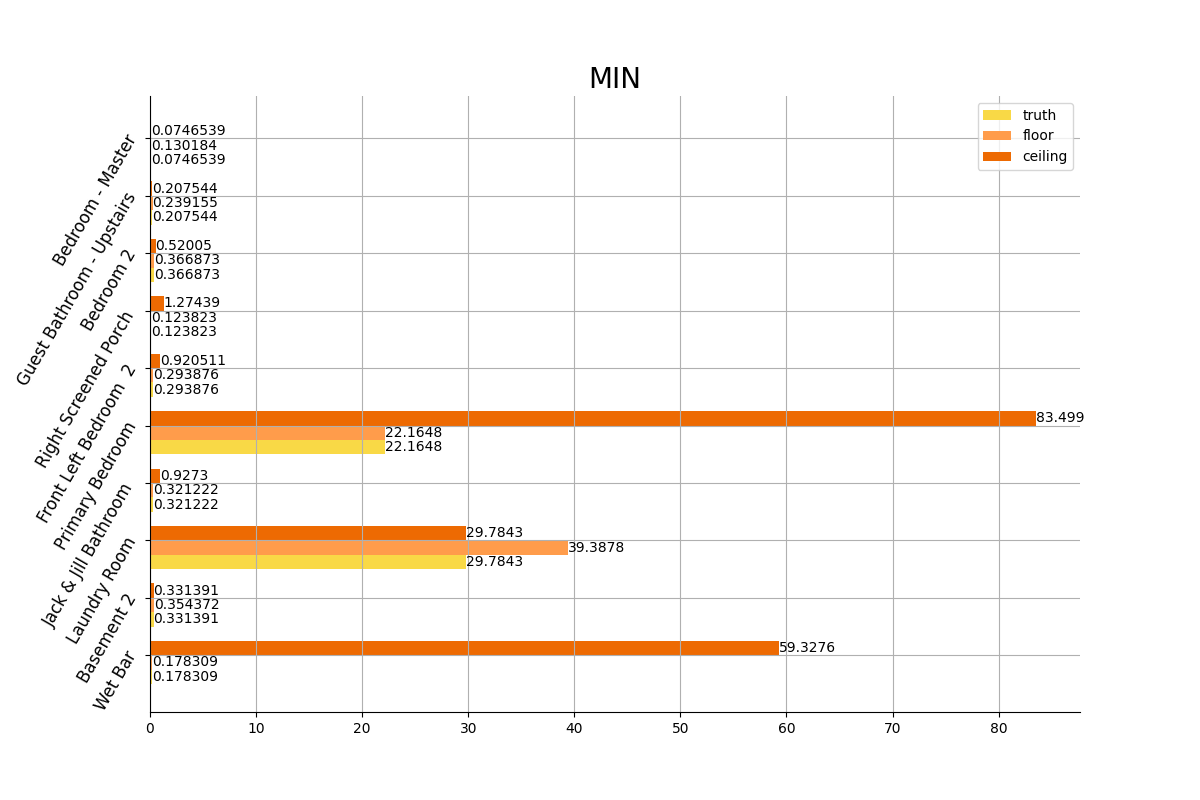 MIN
truth
floor
ceiling
Bedroom - Master
0.0746539
0.130184
0.0746539
Guest Bathroom - Upstairs
0.207544
0.239155
0.207544
Bedroom 2
0.52005
0.366873
0.366873
Right Screened Porch
1.27439
0.123823
0.123823
Front Left Bedroom  2
0.920511
0.293876
0.293876
Primary Bedroom
83.499
22.1648
22.1648
Jack & Jill Bathroom
0.9273
0.321222
0.321222
Laundry Room
29.7843
39.3878
29.7843
Basement 2
0.331391
0.354372
0.331391
Wet Bar
59.3276
0.178309
0.178309
0 10 20 30 40 50 60 70 80